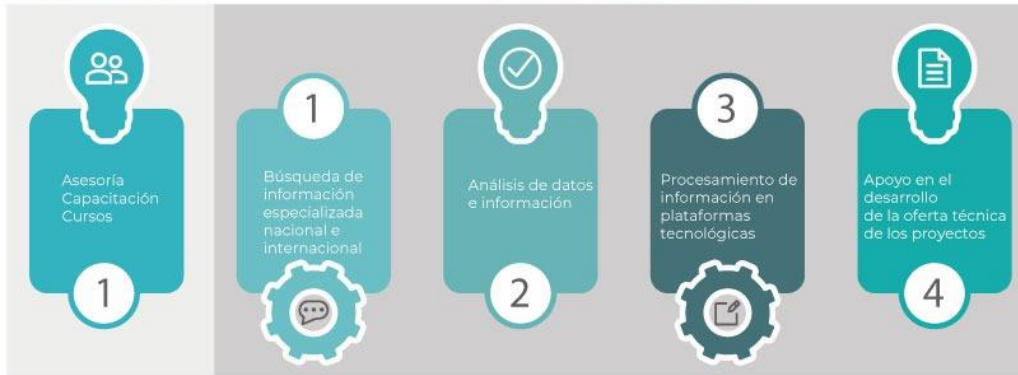 Asesoría
Capacitación
Cursos
1
1
Búsqueda de
información
especializada
nacional e
internacional
Análisis de datos
e información
2
3
Procesamiento de
información en
plataformas
tecnológicas
Apoyo en el
desarrollo
de la oferta técnica
de los proyectos
4